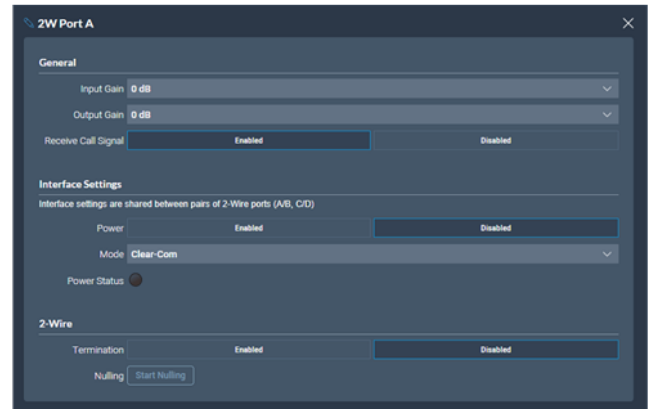 2W Port A
General
Input Gain 0 dB
Output Gain 0 dB
Receive Call Signal Enabled Disabled
Interface Settings
Interface settings are shared between pairs of 2-Wire ports (A/B, C/D)
Power Enabled Disabled
Mode Clear-Com
Power Status
2-Wire
Termination Enabled Disabled
Nulling Start Nulling